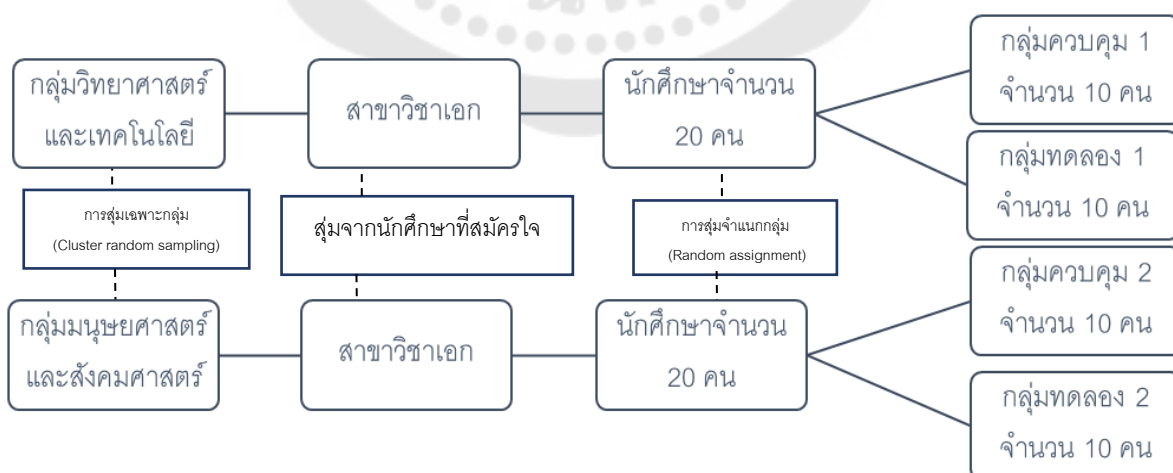 กลุ่มวิทยาศาสตร์
และเทคโนโลยี
สาขาวิชาเอก
นักศึกษาจำนวน
20 คน
กลุ่มควบคุม 1
จำนวน 10 คน
กลุ่มทดลอง 1
จำนวน 10 คน
การสุ่มเฉพาะกลุ่ม
(Cluster random sampling)
สุ่มจากนักศึกษาที่สมัครใจ
การสุ่มจำแนกกลุ่ม
(Random assignment)
กลุ่มมนุษยศาสตร์
และสังคมศาสตร์
สาขาวิชาเอก
นักศึกษาจำนวน
20 คน
กลุ่มควบคุม 2
จำนวน 10 คน
กลุ่มทดลอง 2
จำนวน 10 คน